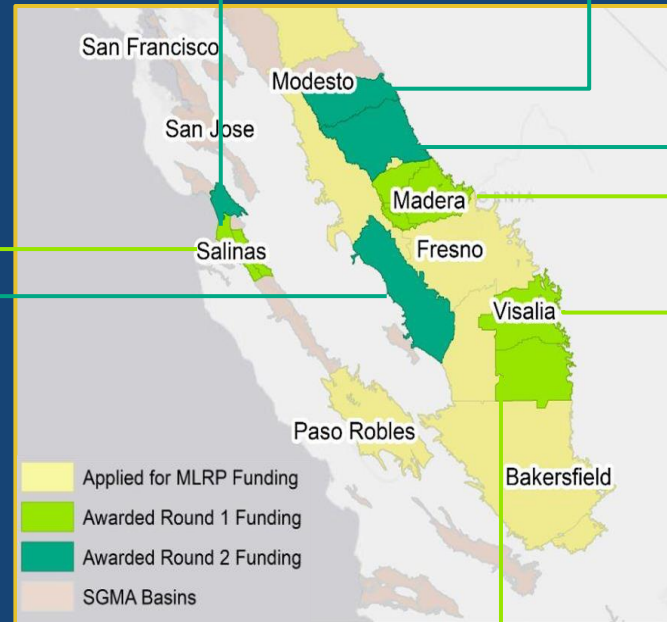 San Francisco
Modesto
San Jose
Madera
Salinas
Fresno
Visalia
Paso Robles
Bakersfield
Applied for MLRP Funding
Awarded Round 1 Funding
Awarded Round 2 Funding
SGMA Basins